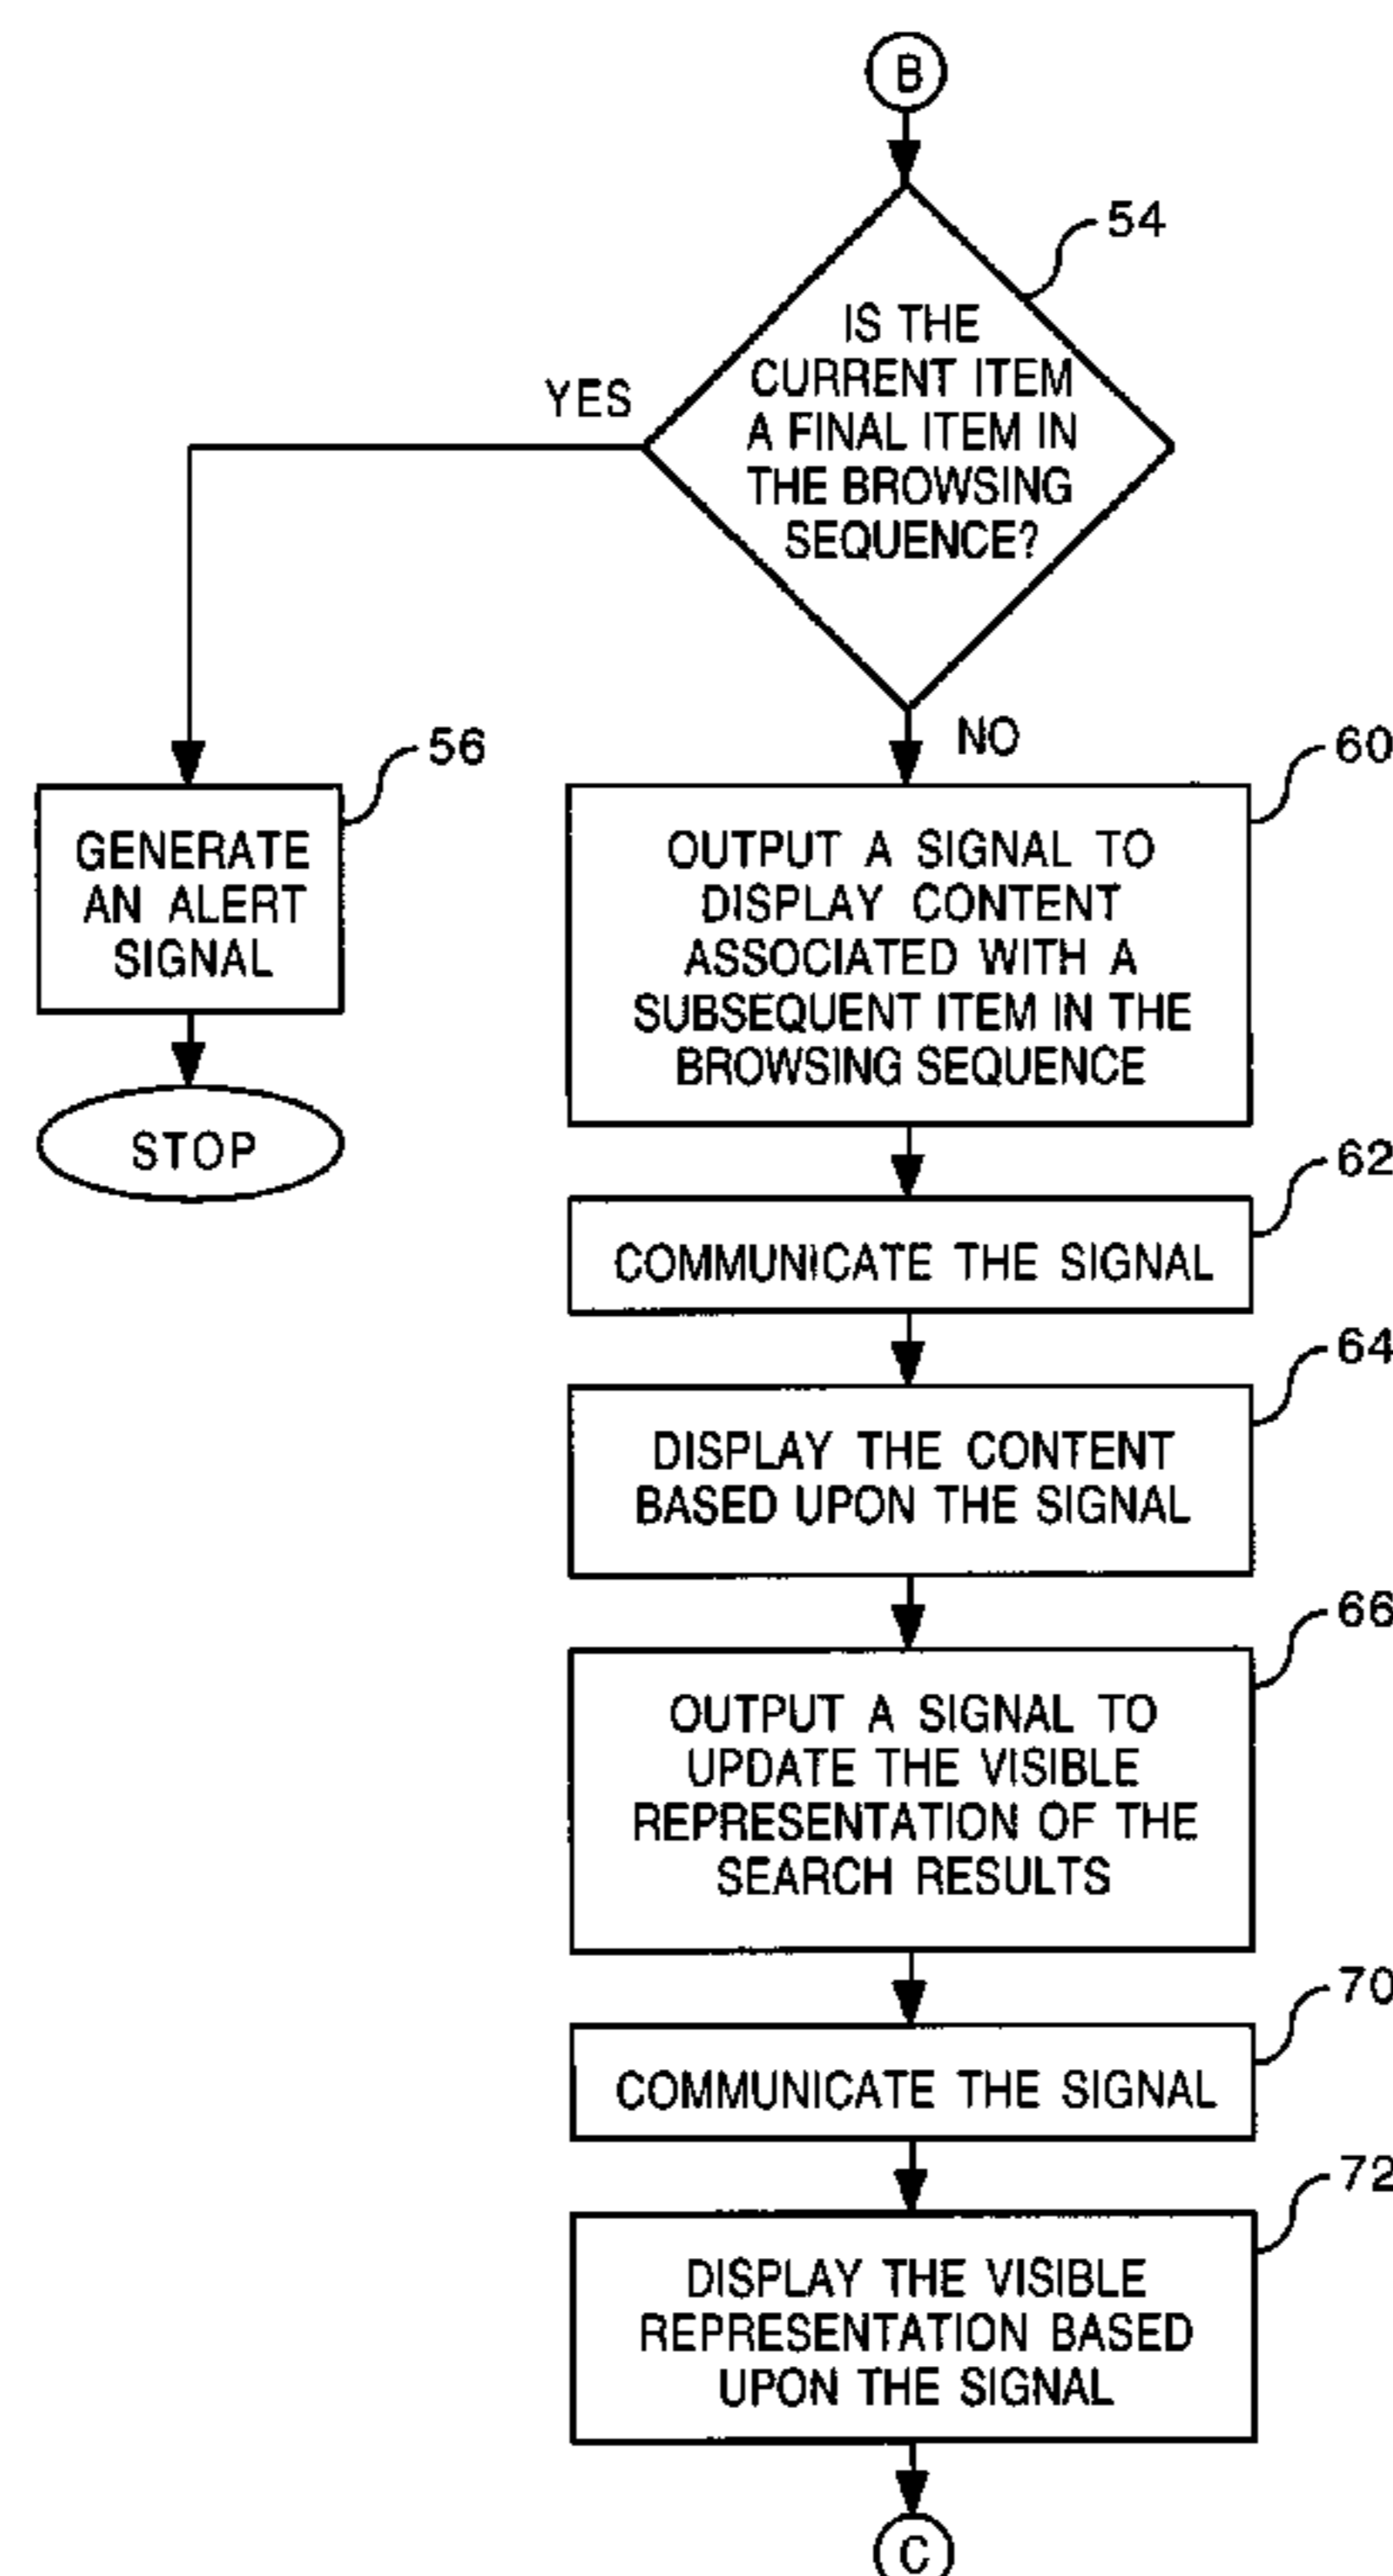 B
54
IS THE
CURRENT ITEM
A FINAL ITEM IN
THE BROWSING
SEQUENCE?
YES
NO
56
GENERATE
AN ALERT
SIGNAL
STOP
60
OUTPUT A SIGNAL TO
DISPLAY CONTENT
ASSOCIATED WITH A
SUBSEQUENT ITEM IN THE
BROWSING SEQUENCE
62
COMMUNICATE THE SIGNAL
64
DISPLAY THE CONTENT
BASED UPON THE SIGNAL
66
OUTPUT A SIGNAL TO
UPDATE THE VISIBLE
REPRESENTATION OF THE
SEARCH RESULTS
70
COMMUNICATE THE SIGNAL
72
DISPLAY THE VISIBLE
REPRESENTATION BASED
UPON THE SIGNAL
C